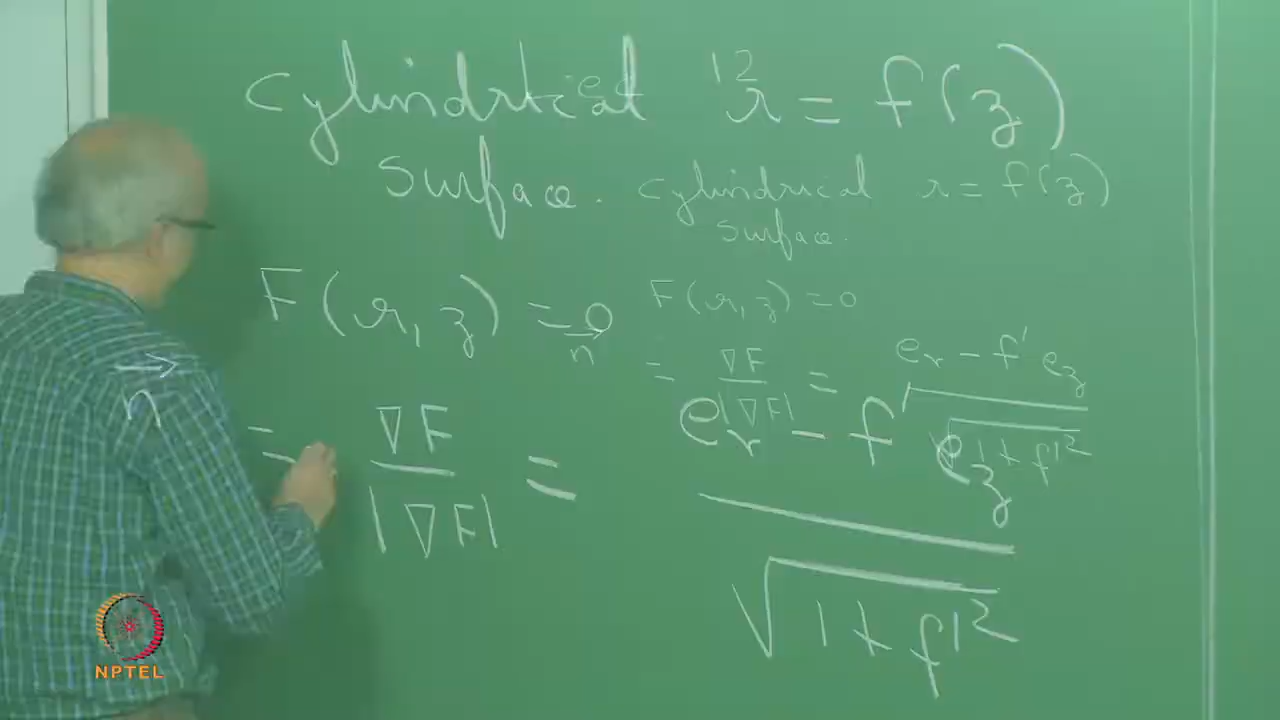 cylindrical r = f(z)
surface.
cylindrical r = f(z)
surface.
F(r, z) = 0
F(r, z) = 0
n
= ∇F / |∇F| = e_r - f' e_z / √1 + f'²
n
= ∇F / |∇F| = e_r - f' e_z / √1 + f'²
NPTEL